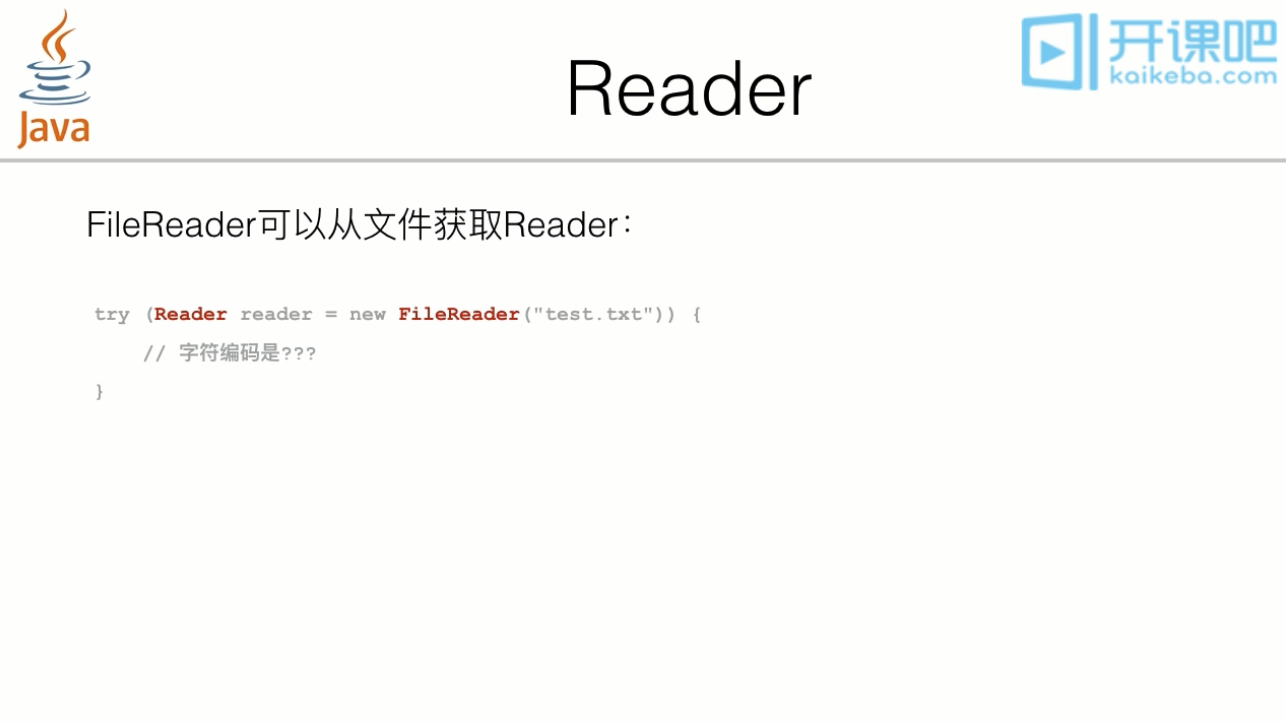 Java
Reader
开课吧
kaikeba.com
FileReader可以从文件获取Reader：
try (Reader reader = new FileReader("test.txt")) {
    // 字符编码是???
}